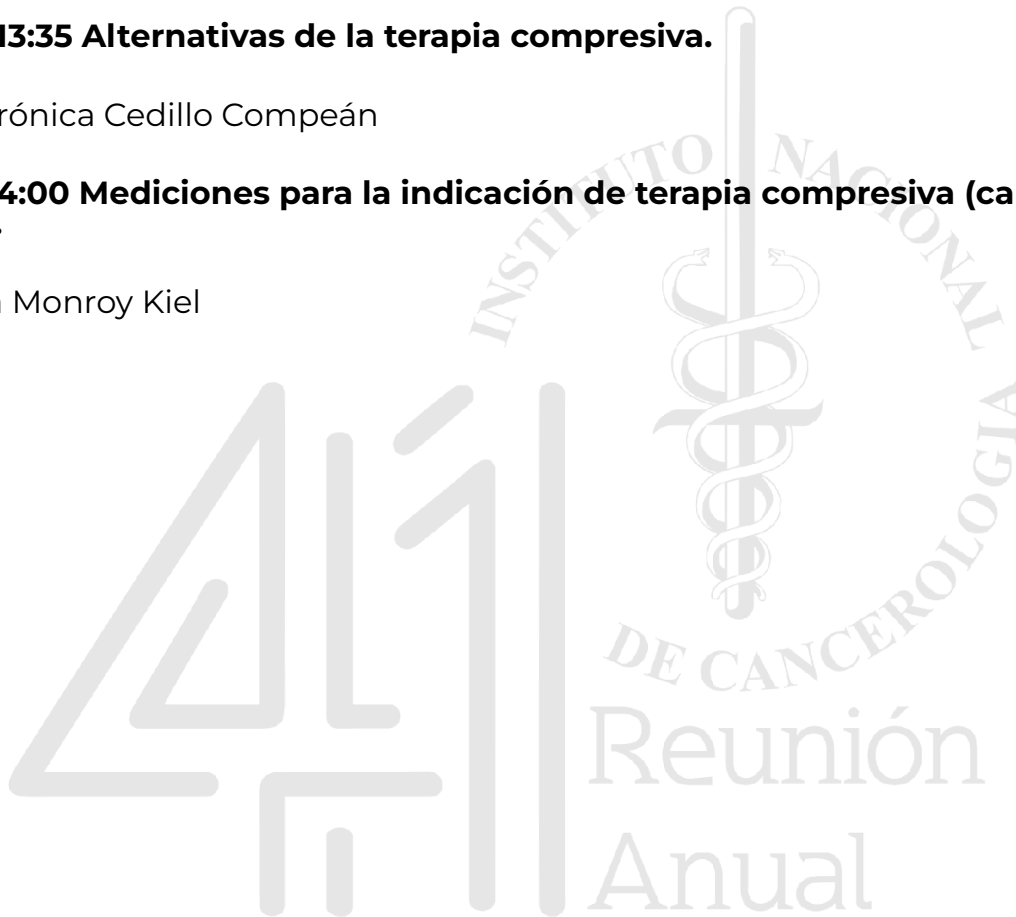 13:35 Alternativas de la terapia compresiva.
rónica Cedillo Compeán
4:00 Mediciones para la indicación de terapia compresiva (ca
Monroy Kiel
INSTITUTO NACIONAL
DE CANCEROLOGIA
41
Reunión
Anual